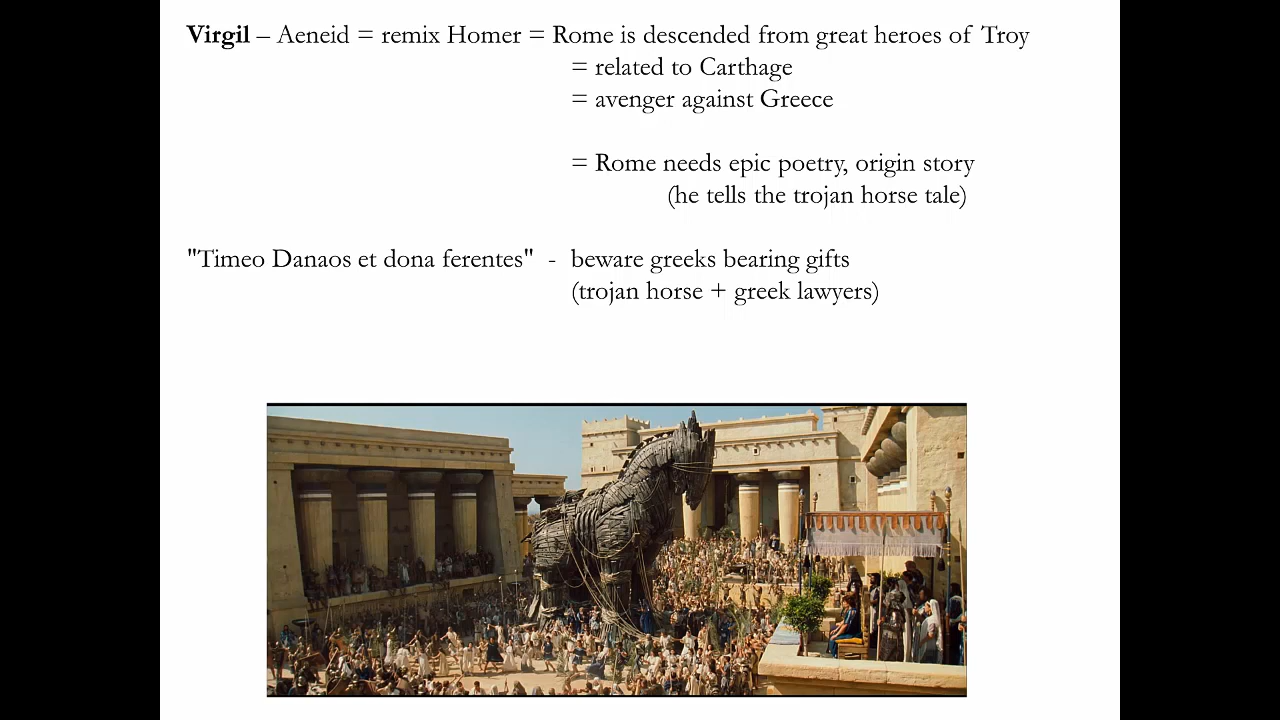 Virgil – Aeneid = remix Homer = Rome is descended from great heroes of Troy
= related to Carthage
= avenger against Greece
= Rome needs epic poetry, origin story
(he tells the trojan horse tale)
"Timeo Danaos et dona ferentes" - beware greeks bearing gifts
(trojan horse + greek lawyers)